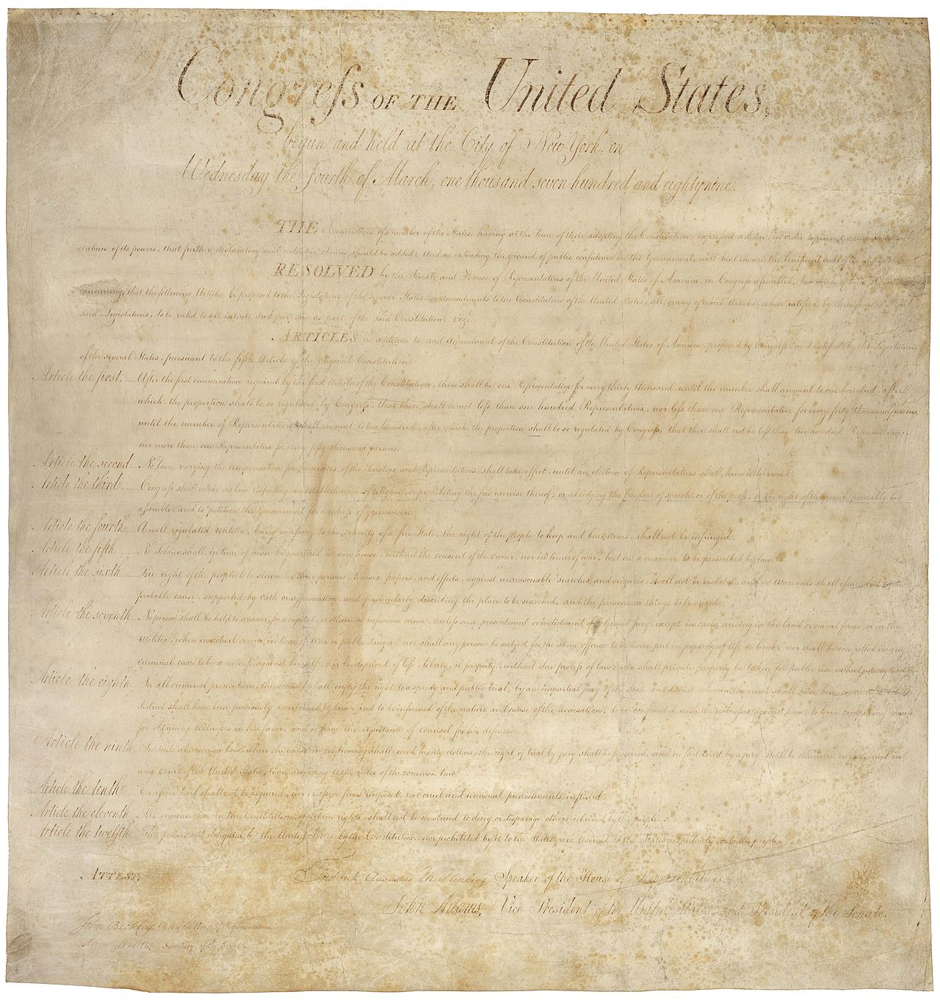 Congreſs OF THE United States,
begun and held at the City of New-York, on
Wednesday the fourth of March, one thousand seven hundred and eighty nine.
THE Conventions of a number of the States, having at the time of their adopting the Constitution, expressed a desire, in order to prevent
or abuse of its powers, that further declaratory and restrictive clauses should be added: And as extending the ground of public confidence in the Government, will best ensure the beneficent ends of its
RESOLVED by the Senate and House of Representatives of the United States of America, in Congreſs aſsembled, two thirds of both Houses
concurring, that the following Articles be proposed to the Legislatures of the several States, as amendments to the Constitution of the United States, all, or any of which Articles, when ratified by three fourths of the
said Legislatures, to be valid to all intents and purposes, as part of the said Constitution; viz.
ARTICLES in addition to, and Amendment of the Constitution of the United States of America, proposed by Congreſs, and ratified by the Legislatures
of the several States, pursuant to the fifth Article of the original Constitution.
Article the first..... After the first enumeration required by the first Article of the Constitution, there shall be one Representative for every thirty thousand, until the number shall amount to one hundred, after
which, the proportion shall be so regulated by Congreſs, that there shall be not leſs than one hundred Representatives, nor leſs than one Representative for every forty thousand persons,
until the number of Representatives shall amount to two hundred, after which the proportion shall be so regulated by Congreſs, that there shall not be leſs than two hundred Representatives,
nor more than one Representative for every fifty thousand persons.
Article the second... No law, varying the compensation for the services of the Senators and Representatives, shall take effect, until an election of Representatives shall have intervened.
Article the third..... Congreſs shall make no law respecting an establishment of religion, or prohibiting the free exercise thereof; or abridging the freedom of speech, or of the press; or the right of the people peaceably to
aſsemble, and to petition the Government for a redreſs of grievances.
Article the fourth... A well regulated Militia, being necessary to the security of a free State, the right of the people to keep and bear Arms, shall not be infringed.
Article the fifth...... No Soldier shall, in time of peace be quartered in any house, without the consent of the Owner, nor in time of war, but in a manner to be prescribed by law.
Article the sixth..... The right of the people to be secure in their persons, houses, papers, and effects, against unreasonable searches and seizures, shall not be violated, and no Warrants shall iſsue, but upon
probable cause, supported by Oath or affirmation, and particularly describing the place to be searched, and the persons or things to be seized.
Article the seventh.. No person shall be held to answer for a capital, or otherwise infamous crime, unleſs on a presentment or indictment of a Grand Jury, except in cases arising in the land or naval forces, or in the
Militia, when in actual service in time of War or public danger; nor shall any person be subject for the same offence to be twice put in jeopardy of life or limb; nor shall be compelled in any
criminal case to be a witneſs against himself, nor be deprived of life, liberty, or property, without due proceſs of law; nor shall private property be taken for public use without just compensation.
Article the eighth. In all criminal prosecutions, the accused shall enjoy the right to a speedy and public trial, by an impartial jury of the State and district wherein the crime shall have been committed, which
district shall have been previously ascertained by law, and to be informed of the nature and cause of the accusation; to be confronted with the witneſses against him; to have compulsory proceſs
for obtaining Witneſses in his favor, and to have the Aſsistance of Counsel for his defence.
Article the ninth.. In suits at common law, where the value in controversy shall exceed twenty dollars, the right of trial by jury shall be preserved, and no fact tried by a jury, shall be otherwise re-examined in
any Court of the United States, than according to the rules of the common law.
Article the tenth... Exceſsive bail shall not be required, nor exceſsive fines imposed, nor cruel and unusual punishments inflicted.
Article the eleventh.. The enumeration in the Constitution, of certain rights, shall not be construed to deny or disparage others retained by the people.
Article the twelfth. The powers not delegated to the United States by the Constitution, nor prohibited by it to the States, are reserved to the States respectively, or to the people.
ATTEST,
Frederick Augustus Muhlenberg Speaker of the House of Representatives
John Adams, Vice-President of the United States, and President of the Senate.
John Beckley, Clerk of the House of Representatives.
Secretary of the Senate.